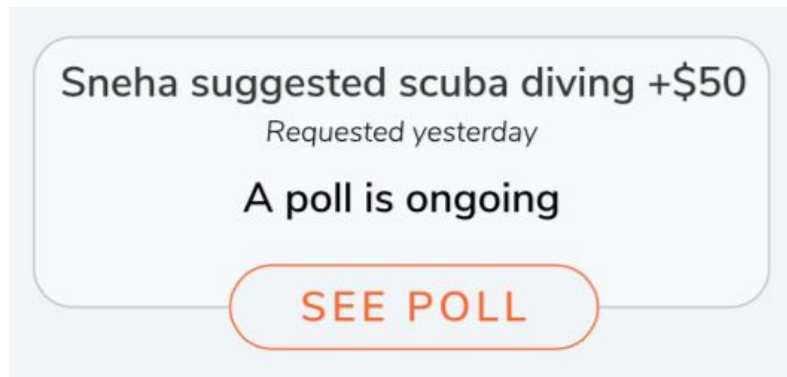 Sneha suggested scuba diving +$50
Requested yesterday
A poll is ongoing
SEE POLL